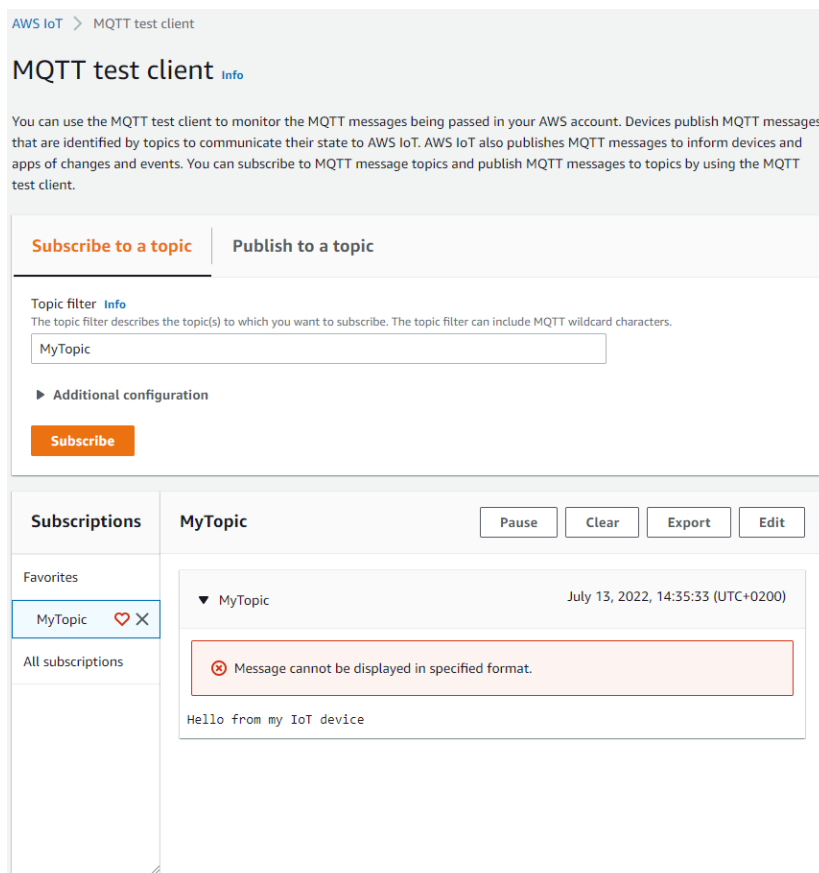 AWS IoT > MQTT test client
MQTT test client Info
You can use the MQTT test client to monitor the MQTT messages being passed in your AWS account. Devices publish MQTT messages
that are identified by topics to communicate their state to AWS IoT. AWS IoT also publishes MQTT messages to inform devices and
apps of changes and events. You can subscribe to MQTT message topics and publish MQTT messages to topics by using the MQTT
test client.
Subscribe to a topic Publish to a topic
Topic filter Info
The topic filter describes the topic(s) to which you want to subscribe. The topic filter can include MQTT wildcard characters.
MyTopic
Additional configuration
Subscribe
Subscriptions MyTopic Pause Clear Export Edit
Favorites
MyTopic
All subscriptions
MyTopic July 13, 2022, 14:35:33 (UTC+0200)
Message cannot be displayed in specified format.
Hello from my IoT device